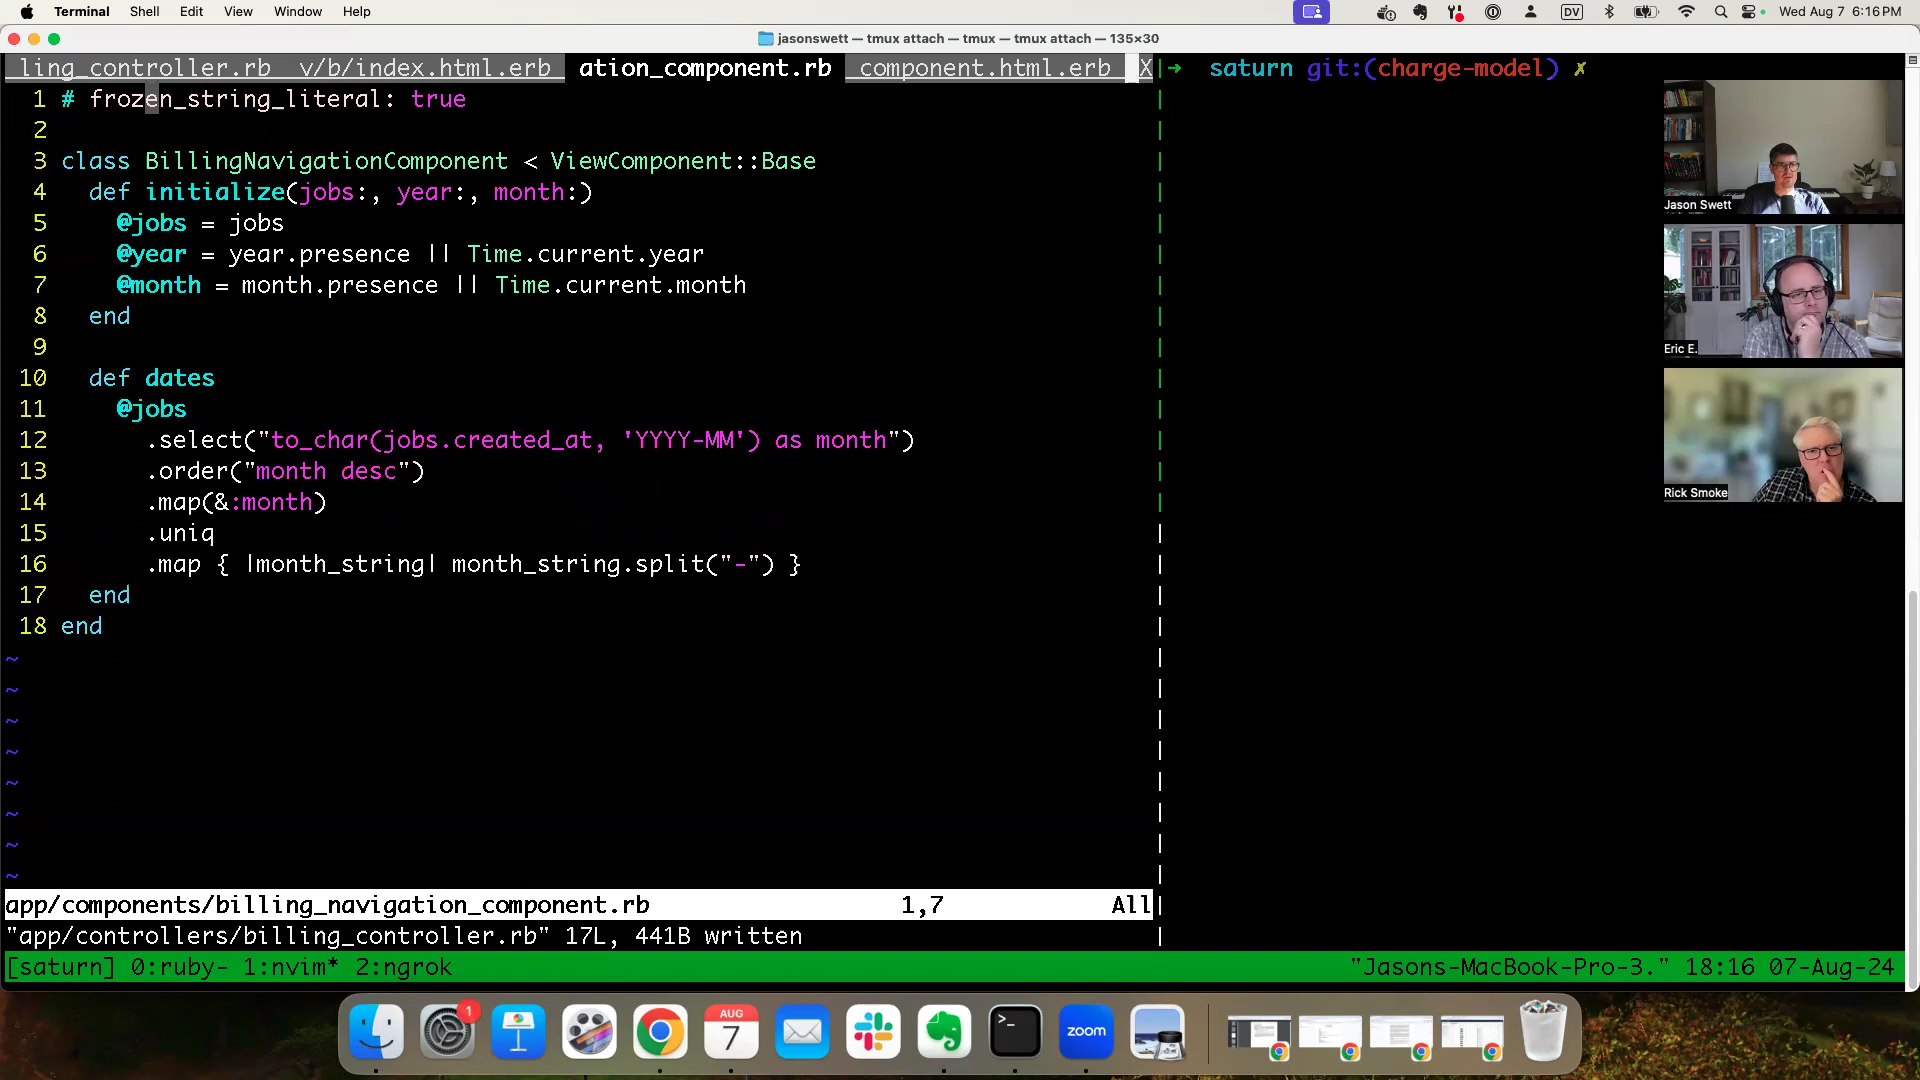 Terminal Shell Edit View Window Help DV Wed Aug 7 6:16 PM
jasonswett — tmux attach — tmux — tmux attach — 135×30
ling_controller.rb v/b/index.html.erb ation_component.rb component.html.erb X
→ saturn git:(charge-model) ✗
1 # frozen_string_literal: true
2
3 class BillingNavigationComponent < ViewComponent::Base
4 def initialize(jobs:, year:, month:)
5 @jobs = jobs
6 @year = year.presence || Time.current.year
7 @month = month.presence || Time.current.month
8 end
9
10 def dates
11 @jobs
12 .select("to_char(jobs.created_at, 'YYYY-MM') as month")
13 .order("month desc")
14 .map(&:month)
15 .uniq
16 .map { |month_string| month_string.split("-") }
17 end
18 end
~
~
~
~
~
~
~
~
app/components/billing_navigation_component.rb 1,7 All
"app/controllers/billing_controller.rb" 17L, 441B written
[saturn] 0:ruby- 1:nvim* 2:ngrok "Jasons-MacBook-Pro-3." 18:16 07-Aug-24
Jason Swett
Eric E.
Rick Smoke
1
AUG
7
>_
zoom